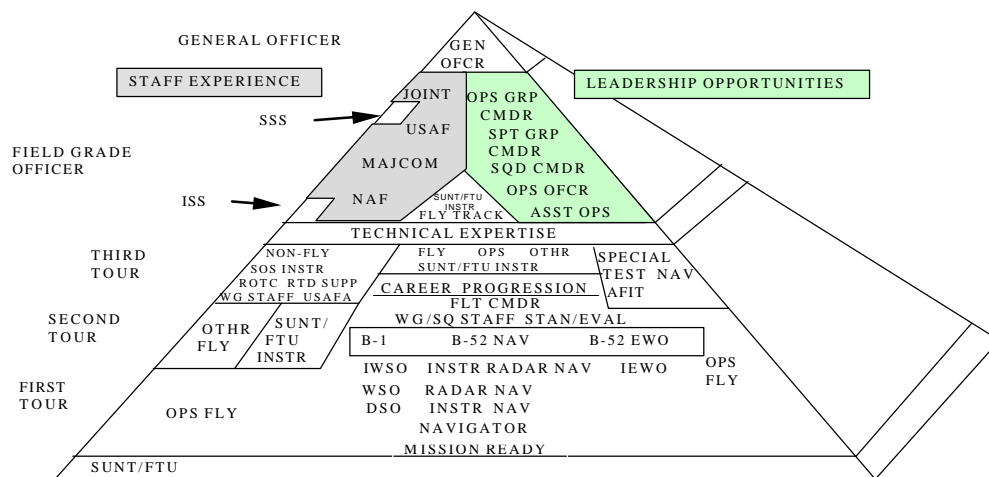 GENERAL OFFICER
GEN
OFCR
STAFF EXPERIENCE
LEADERSHIP OPPORTUNITIES
JOINT
SSS
USAF
MAJCOM
NAF
OPS GRP
CMDR
SPT GRP
CMDR
SQD CMDR
OPS OFCR
ASST OPS
FIELD GRADE
OFFICER
ISS
SUNT/FTU
INSTR
FLY TRACK
TECHNICAL EXPERTISE
THIRD
TOUR
NON-FLY
SOS INSTR
ROTC RTD SUPP
WG STAFF USAFA
FLY OPS OTHR
SUNT/FTU INSTR
SPECIAL
TEST NAV
AFIT
CAREER PROGRESSION
FLT CMDR
WG/SQ STAFF STAN/EVAL
SECOND
TOUR
OTHR
FLY
SUNT/
FTU
INSTR
B-1 B-52 NAV B-52 EWO
OPS
FLY
IWSO INSTR RADAR NAV IEWO
WSO RADAR NAV
DSO INSTR NAV
NAVIGATOR
MISSION READY
FIRST
TOUR
OPS FLY
SUNT/FTU